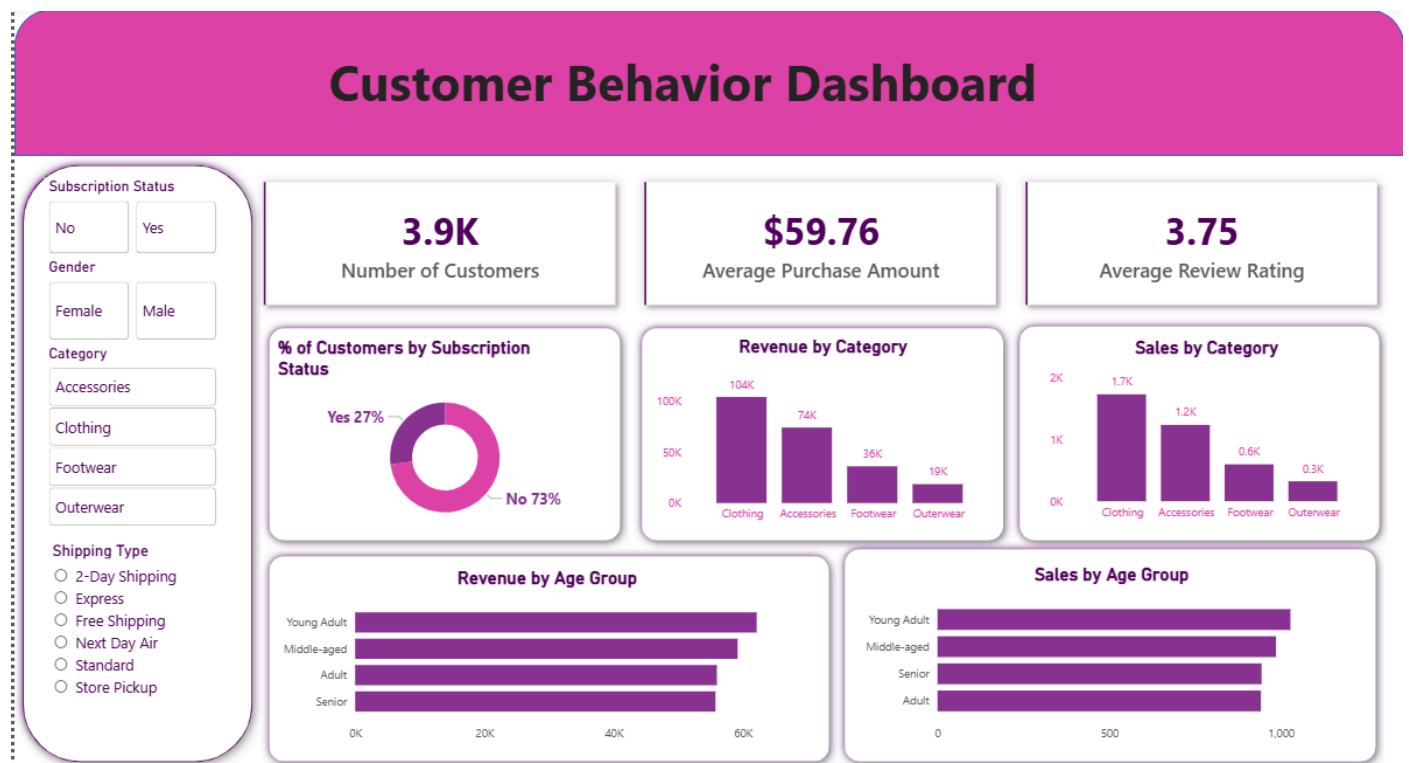 Customer Behavior Dashboard
Subscription Status
No
Yes
Gender
Female
Male
Category
Accessories
Clothing
Footwear
Outerwear
Shipping Type
2-Day Shipping
Express
Free Shipping
Next Day Air
Standard
Store Pickup
3.9K
Number of Customers
$59.76
Average Purchase Amount
3.75
Average Review Rating
% of Customers by Subscription
Status
Yes 27%
No 73%
Revenue by Category
100K
50K
0K
104K
74K
36K
19K
Clothing
Accessories
Footwear
Outerwear
Sales by Category
2K
1K
0K
1.7K
1.2K
0.6K
0.3K
Clothing
Accessories
Footwear
Outerwear
Revenue by Age Group
Young Adult
Middle-aged
Adult
Senior
0K
20K
40K
60K
Sales by Age Group
Young Adult
Middle-aged
Senior
Adult
0
500
1,000